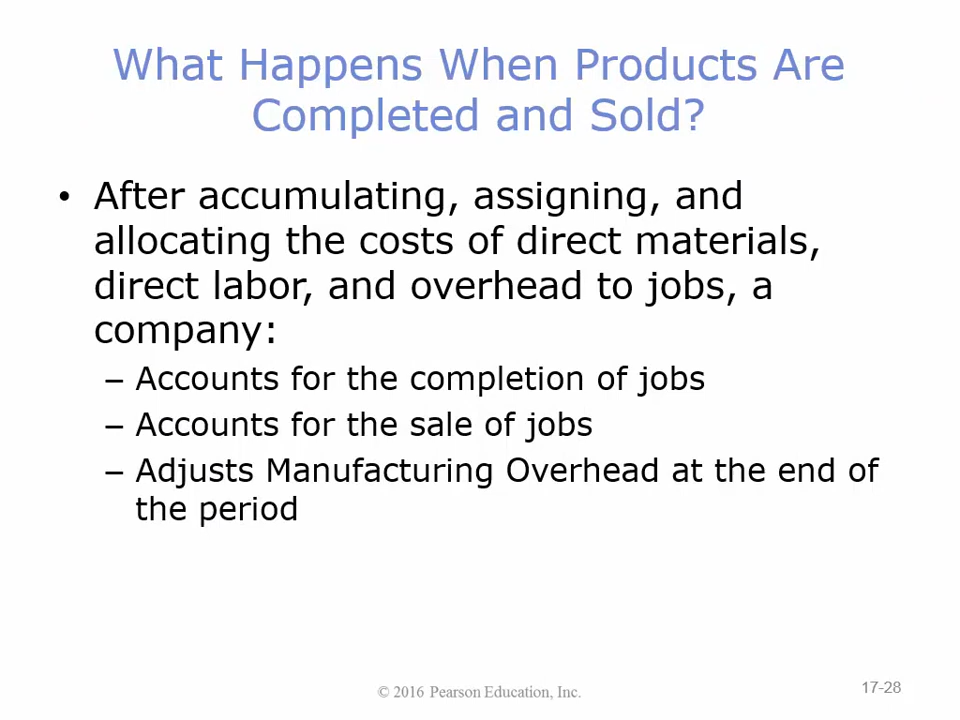 What Happens When Products Are
Completed and Sold?
• After accumulating, assigning, and
allocating the costs of direct materials,
direct labor, and overhead to jobs, a
company:
– Accounts for the completion of jobs
– Accounts for the sale of jobs
– Adjusts Manufacturing Overhead at the end of
the period
© 2016 Pearson Education, Inc.
17-28